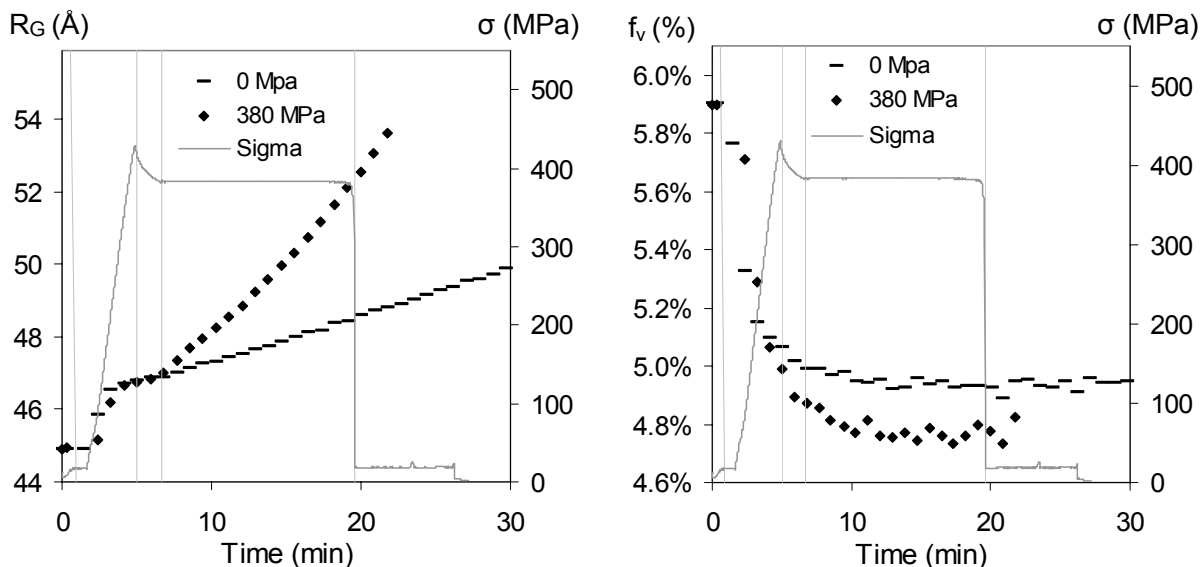 R_G (Å)
σ (MPa)
54
52
50
48
46
44
500
400
300
200
100
0
0 Mpa
380 MPa
Sigma
0
10
20
30
Time (min)
f_v (%)
σ (MPa)
6.0%
5.8%
5.6%
5.4%
5.2%
5.0%
4.8%
4.6%
500
400
300
200
100
0
0 Mpa
380 MPa
Sigma
0
10
20
30
Time (min)